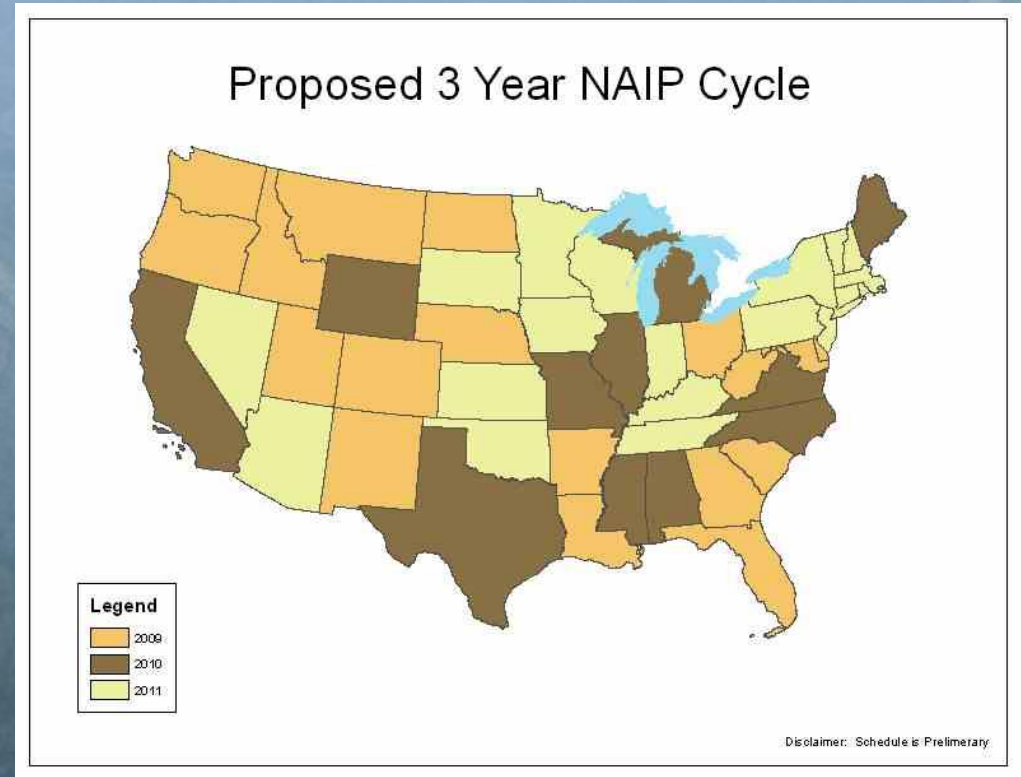 Proposed 3 Year NAIP Cycle
Legend
2009
2010
2011
Disclaimer: Schedule is Prelimerary